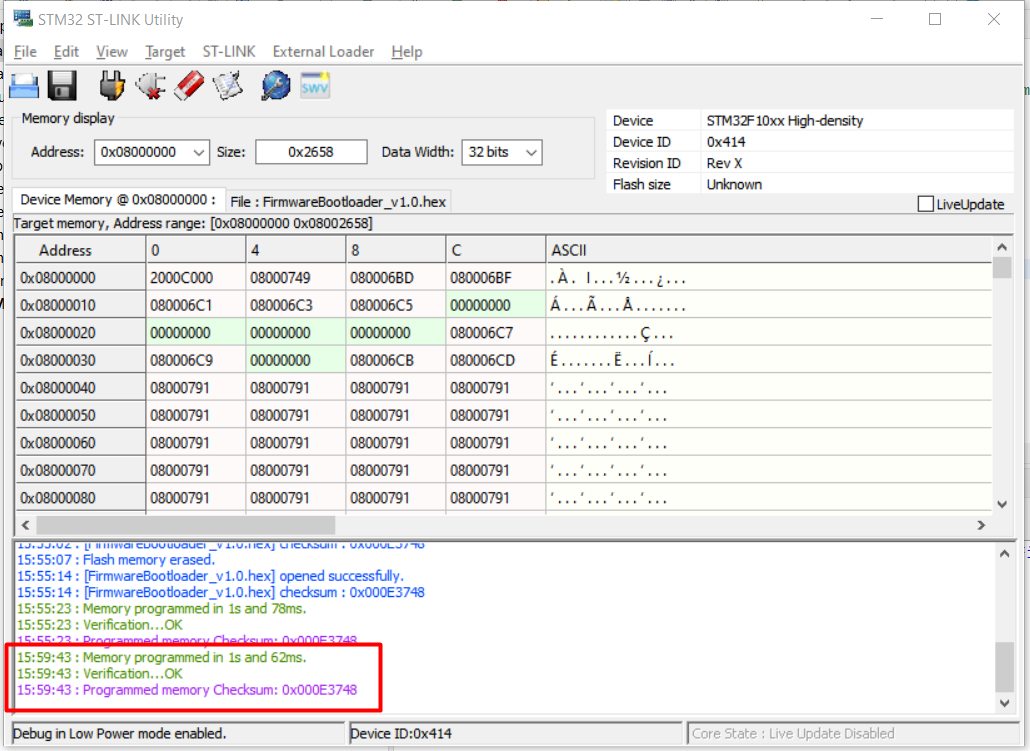 STM32 ST-LINK Utility
File Edit View Target ST-LINK External Loader Help
SWV
Memory display
Address: 0x08000000 Size: 0x2658 Data Width: 32 bits
Device STM32F10xx High-density
Device ID 0x414
Revision ID Rev X
Flash size Unknown
LiveUpdate
Device Memory @ 0x08000000 : File : FirmwareBootloader_v1.0.hex
Target memory, Address range: [0x08000000 0x08002658]
Address 0 4 8 C ASCII
0x08000000 2000C000 08000749 080006BD 080006BF .À. I...½...¿...
0x08000010 080006C1 080006C3 080006C5 00000000 Á...Ã...Å.......
0x08000020 00000000 00000000 00000000 080006C7 ............Ç...
0x08000030 080006C9 00000000 080006CB 080006CD É.......Ë...Í...
0x08000040 08000791 08000791 08000791 08000791 ‘...‘...‘...‘...
0x08000050 08000791 08000791 08000791 08000791 ‘...‘...‘...‘...
0x08000060 08000791 08000791 08000791 08000791 ‘...‘...‘...‘...
0x08000070 08000791 08000791 08000791 08000791 ‘...‘...‘...‘...
0x08000080 08000791 08000791 08000791 08000791 ‘...‘...‘...‘...
15:55:02 : [FirmwareBootloader_v1.0.hex] checksum : 0x000E3748
15:55:07 : Flash memory erased.
15:55:14 : [FirmwareBootloader_v1.0.hex] opened successfully.
15:55:14 : [FirmwareBootloader_v1.0.hex] checksum : 0x000E3748
15:55:23 : Memory programmed in 1s and 78ms.
15:55:23 : Verification...OK
15:55:23 : Programmed memory Checksum: 0x000E3748
15:59:43 : Memory programmed in 1s and 62ms.
15:59:43 : Verification...OK
15:59:43 : Programmed memory Checksum: 0x000E3748
Debug in Low Power mode enabled. Device ID:0x414 Core State : Live Update Disabled